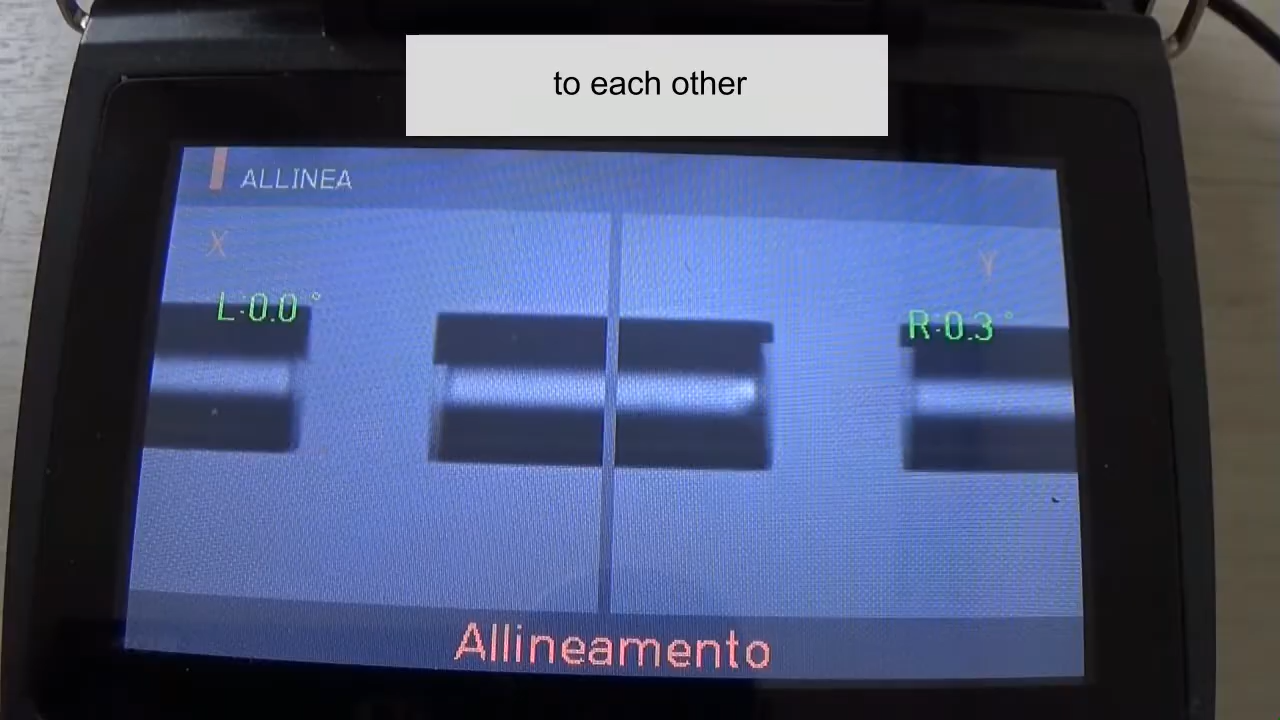 to each other
ALLINEA
X
Y
L:0.0°
R:0.3°
Allineamento